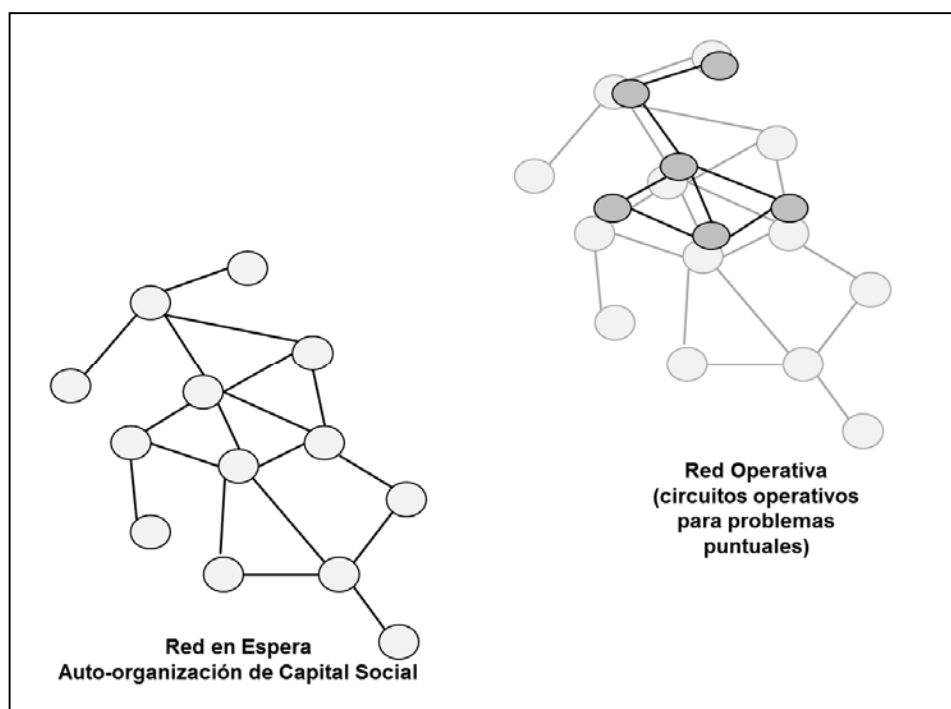 Red Operativa
(circuitos operativos
para problemas
puntuales)
Red en Espera
Auto-organización de Capital Social